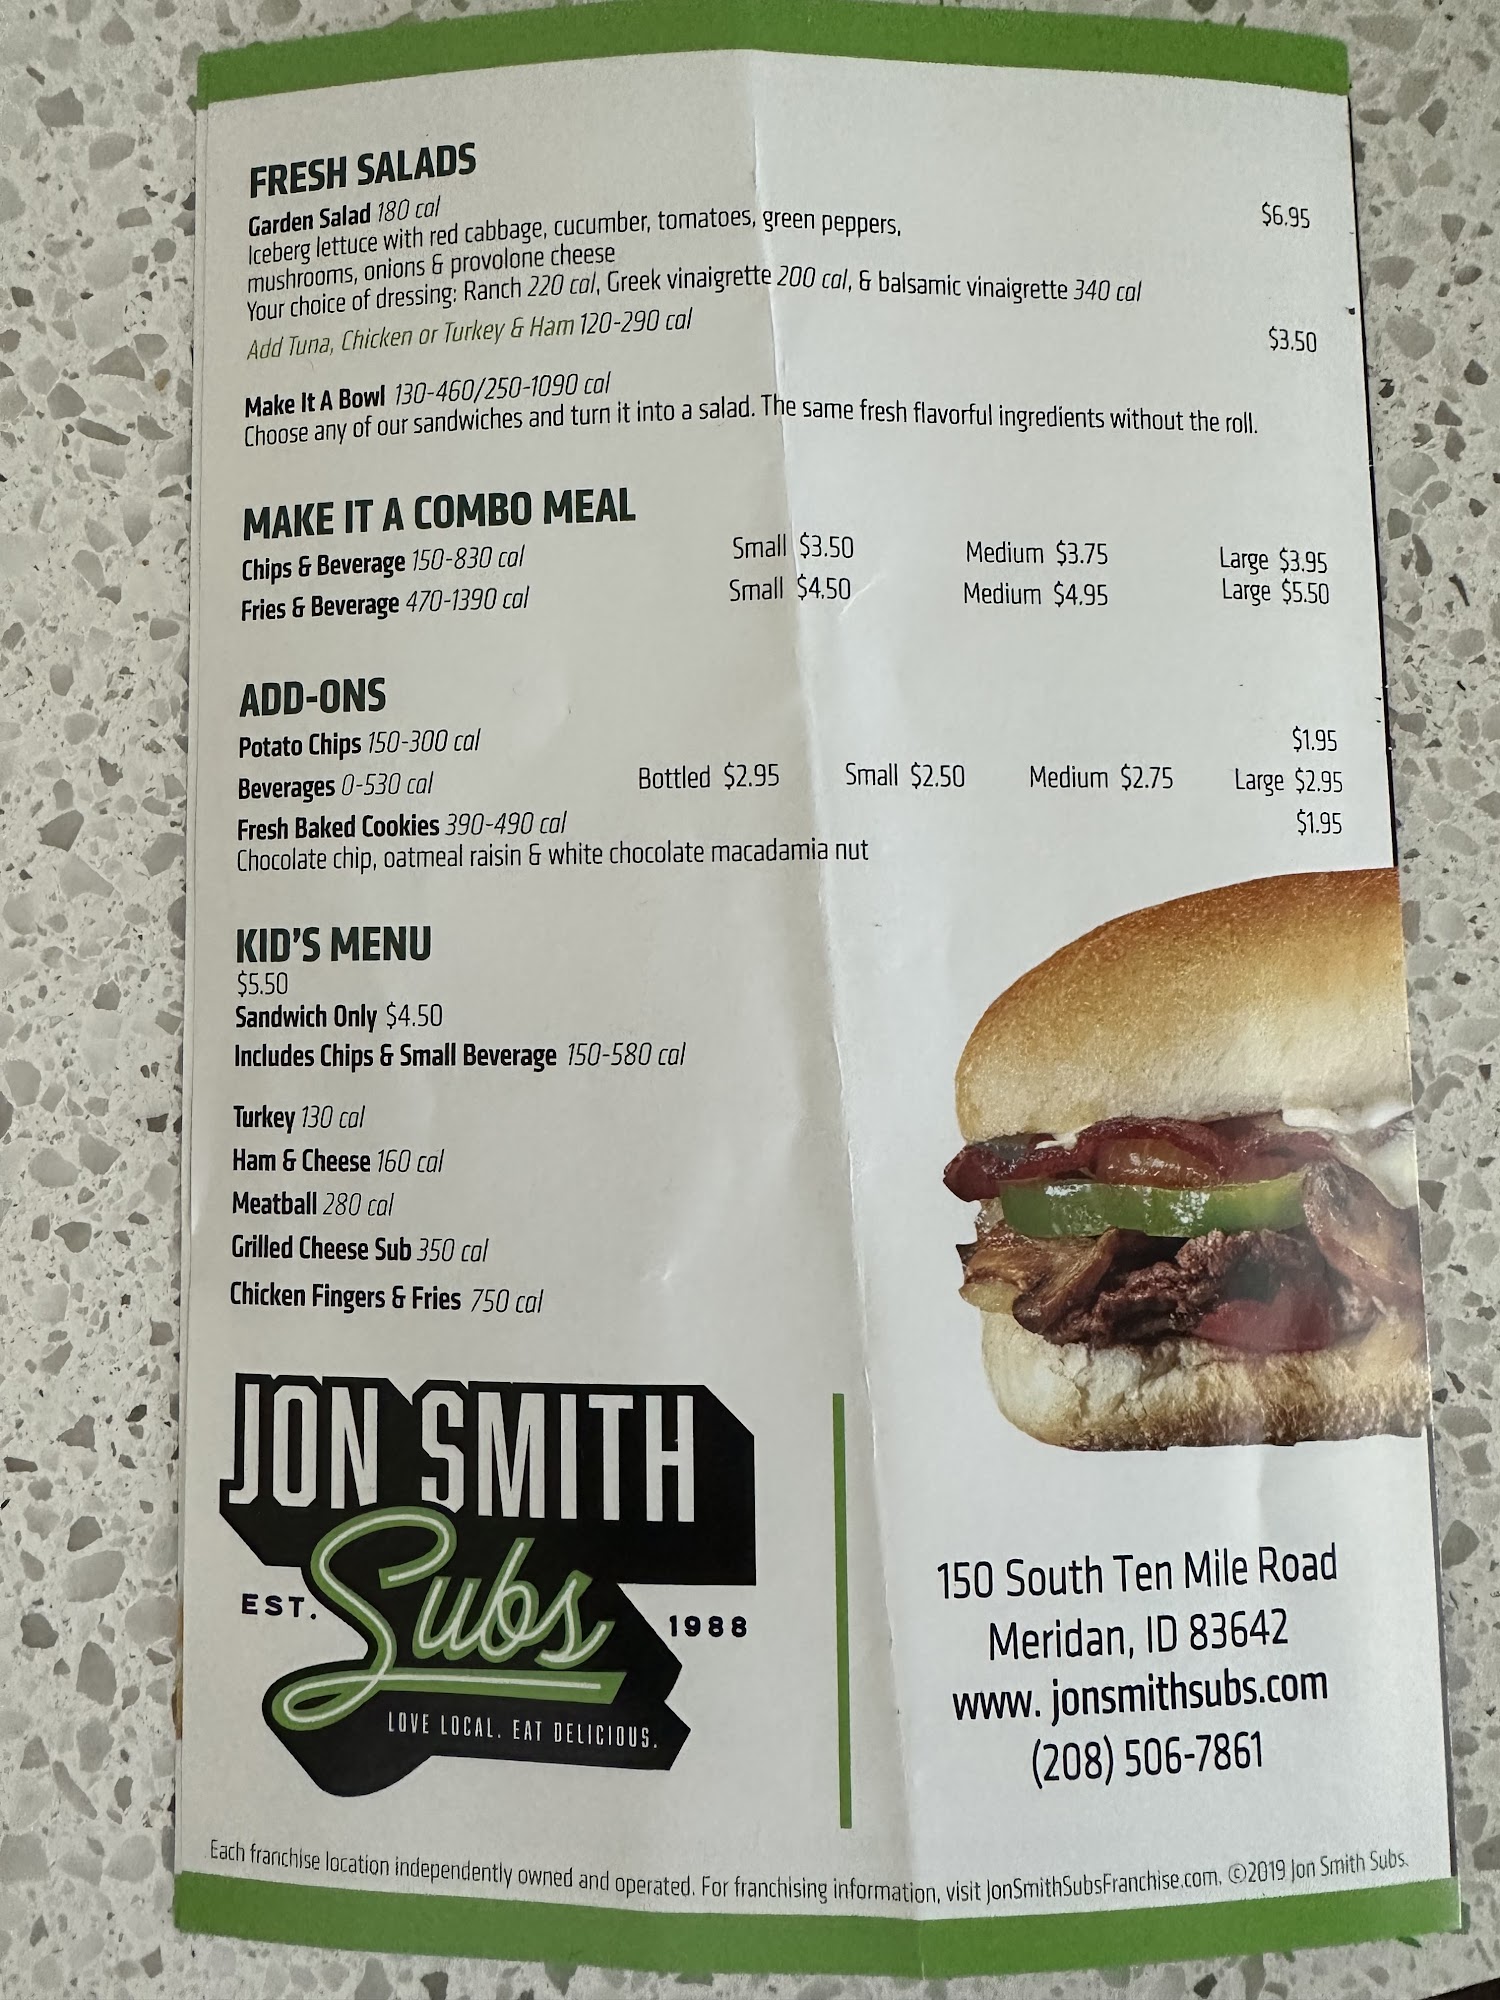 FRESH SALADS
Garden Salad 180 cal $6.95
Iceberg lettuce with red cabbage, cucumber, tomatoes, green peppers,
mushrooms, onions & provolone cheese
Your choice of dressing: Ranch 220 cal, Greek vinaigrette 200 cal, & balsamic vinaigrette 340 cal
Add Tuna, Chicken or Turkey & Ham 120-290 cal $3.50
Make It A Bowl 130-460/250-1090 cal
Choose any of our sandwiches and turn it into a salad. The same fresh flavorful ingredients without the roll.
MAKE IT A COMBO MEAL
Chips & Beverage 150-830 cal Small $3.50 Medium $3.75 Large $3.95
Fries & Beverage 470-1390 cal Small $4.50 Medium $4.95 Large $5.50
ADD-ONS
Potato Chips 150-300 cal $1.95
Beverages 0-530 cal Bottled $2.95 Small $2.50 Medium $2.75 Large $2.95
Fresh Baked Cookies 390-490 cal $1.95
Chocolate chip, oatmeal raisin & white chocolate macadamia nut
KID'S MENU
$5.50
Sandwich Only $4.50
Includes Chips & Small Beverage 150-580 cal
Turkey 130 cal
Ham & Cheese 160 cal
Meatball 280 cal
Grilled Cheese Sub 350 cal
Chicken Fingers & Fries 750 cal
JON SMITH
Subs
EST. 1988
LOVE LOCAL. EAT DELICIOUS.
150 South Ten Mile Road
Meridan, ID 83642
www. jonsmithsubs.com
(208) 506-7861
Each franchise location independently owned and operated. For franchising information, visit JonSmithSubsFranchise.com. ©2019 Jon Smith Subs.